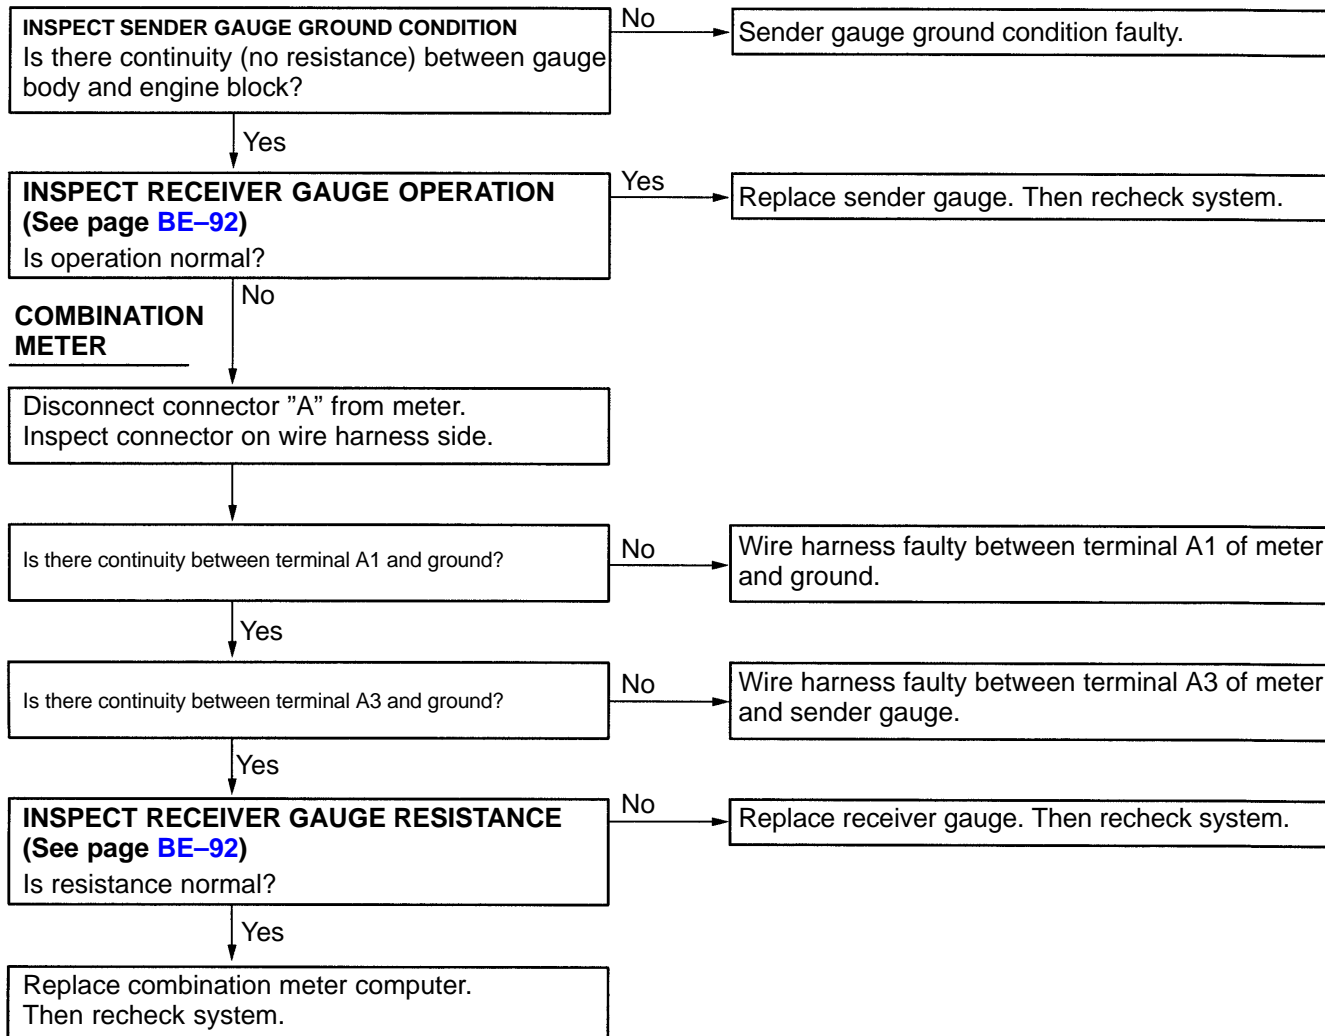 INSPECT SENDER GAUGE GROUND CONDITION
Is there continuity (no resistance) between gauge
body and engine block?
No
Sender gauge ground condition faulty.
Yes
INSPECT RECEIVER GAUGE OPERATION
(See page BE–92)
Is operation normal?
Yes
Replace sender gauge. Then recheck system.
No
COMBINATION
METER
Disconnect connector ”A” from meter.
Inspect connector on wire harness side.
Is there continuity between terminal A1 and ground?
No
Wire harness faulty between terminal A1 of meter
and ground.
Yes
Is there continuity between terminal A3 and ground?
No
Wire harness faulty between terminal A3 of meter
and sender gauge.
Yes
INSPECT RECEIVER GAUGE RESISTANCE
(See page BE–92)
Is resistance normal?
No
Replace receiver gauge. Then recheck system.
Yes
Replace combination meter computer.
Then recheck system.